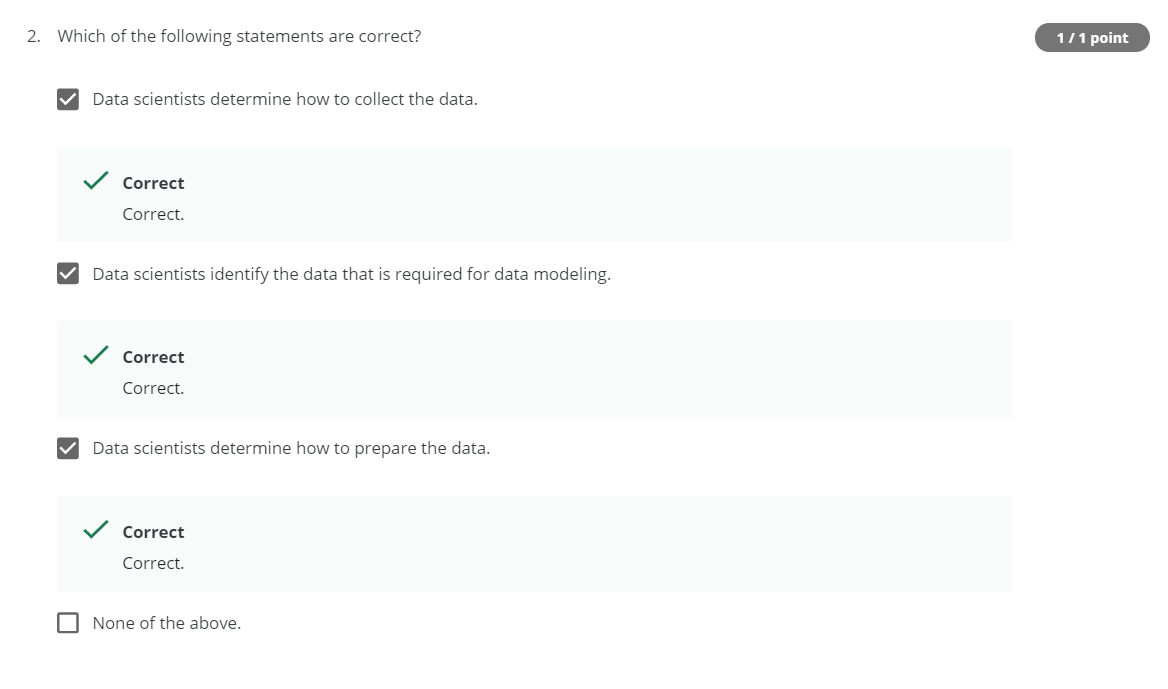 2. Which of the following statements are correct?
1 / 1 point
Data scientists determine how to collect the data.
Correct
Correct.
Data scientists identify the data that is required for data modeling.
Correct
Correct.
Data scientists determine how to prepare the data.
Correct
Correct.
None of the above.